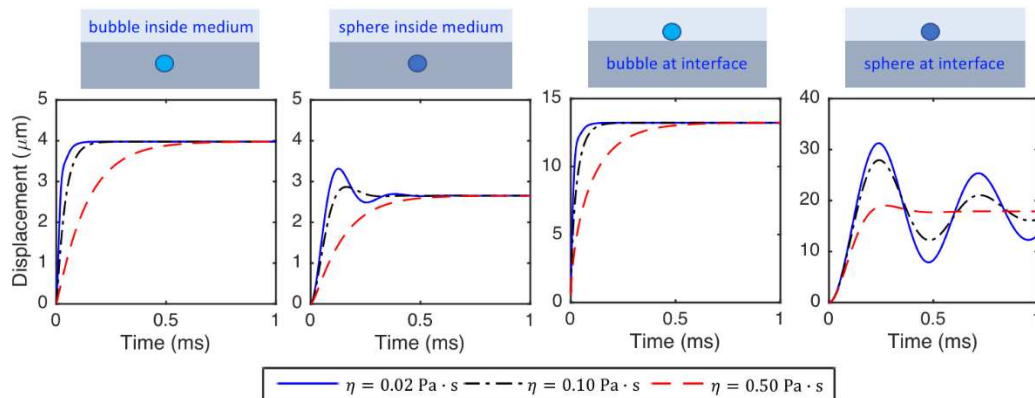 bubble inside medium
sphere inside medium
bubble at interface
sphere at interface
Displacement (μm)
5
4
3
2
1
0
0 0.5 1
Time (ms)
5
4
3
2
1
0
0 0.5 1
Time (ms)
15
10
5
0
0 0.5 1
Time (ms)
40
30
20
10
0
0 0.5 1
Time (ms)
η = 0.02 Pa · s η = 0.10 Pa · s η = 0.50 Pa · s